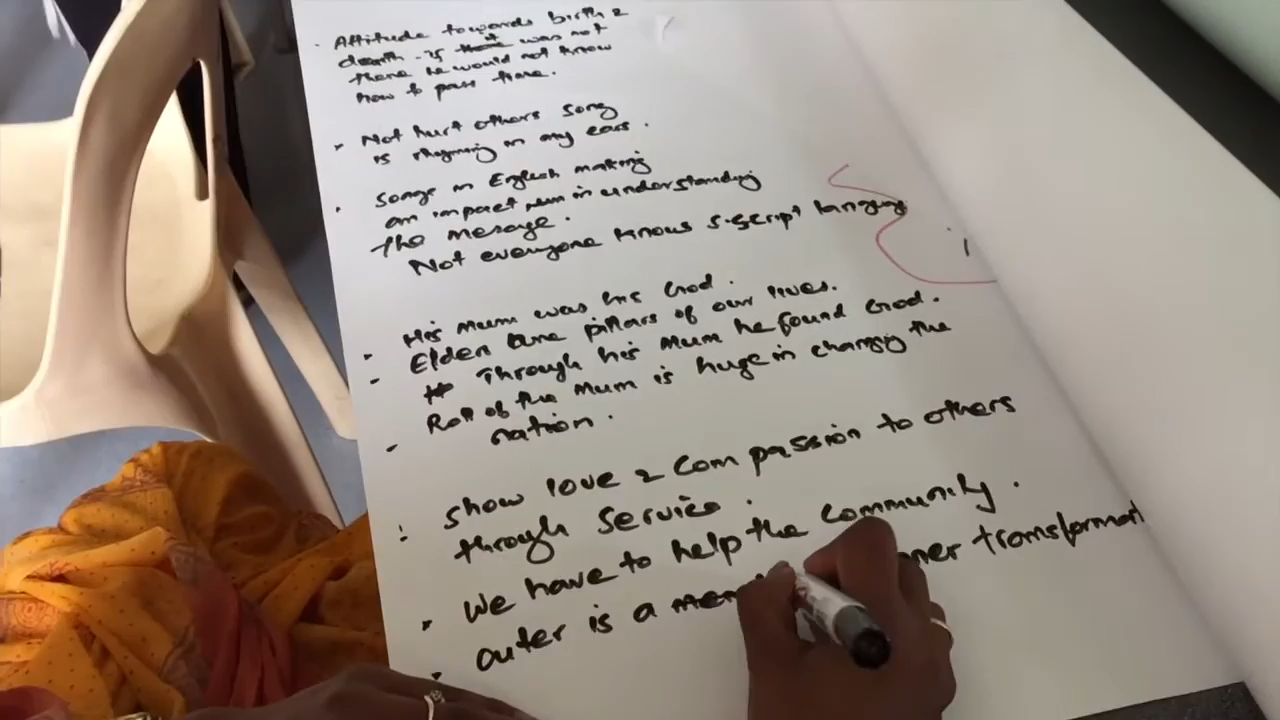 Attitude towards birth &
death - if it was not
there he would not know
how to pass time.
Not hurt others song
is rhyming in my ears.
Songs in English making
an impact in understanding
the message.
Not everyone knows S.Script language
His Mum was his God.
Elders are pillars of our lives.
Through his Mum he found God.
Roll of the Mum is huge in changing the
nation.
Show love & compassion to others
through service.
We have to help the community.
outer is a transformat